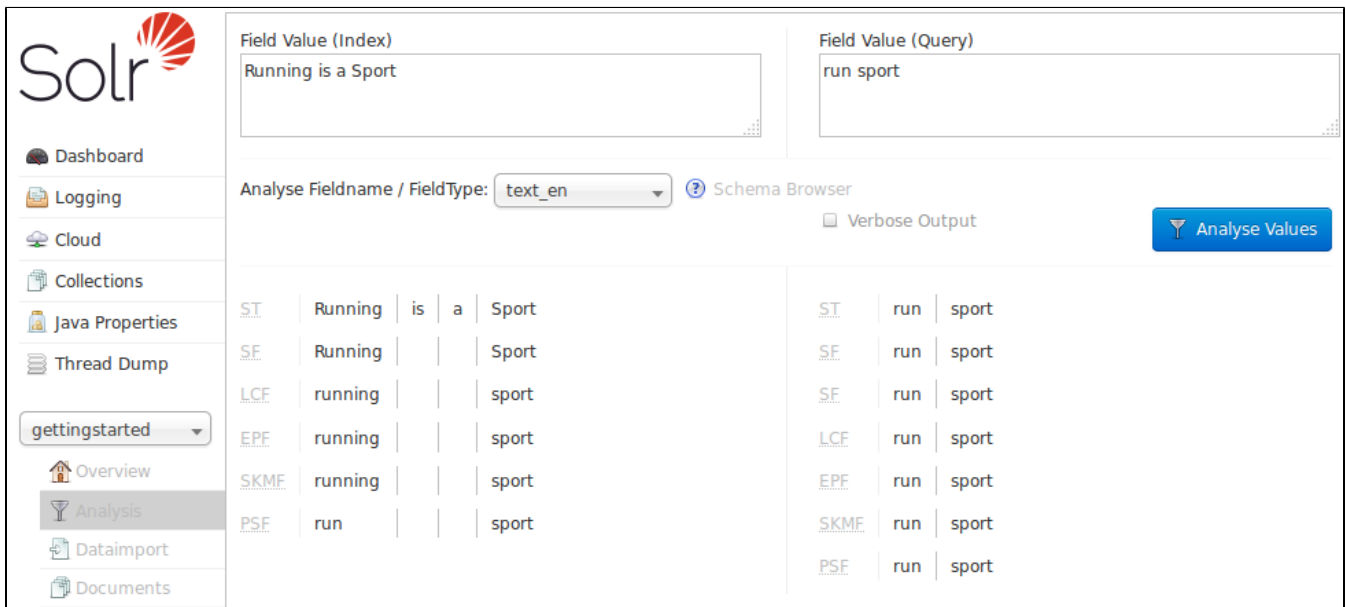 Solr
Dashboard
Logging
Cloud
Collections
Java Properties
Thread Dump
gettingstarted
Overview
Analysis
Dataimport
Documents
Field Value (Index)
Running is a Sport
Field Value (Query)
run sport
Analyse Fieldname / FieldType: text_en ? Schema Browser
Verbose Output
Analyse Values
ST Running is a Sport
SF Running Sport
LCF running sport
EPF running sport
SKMF running sport
PSF run sport
ST run sport
SF run sport
SF run sport
LCF run sport
EPF run sport
SKMF run sport
PSF run sport